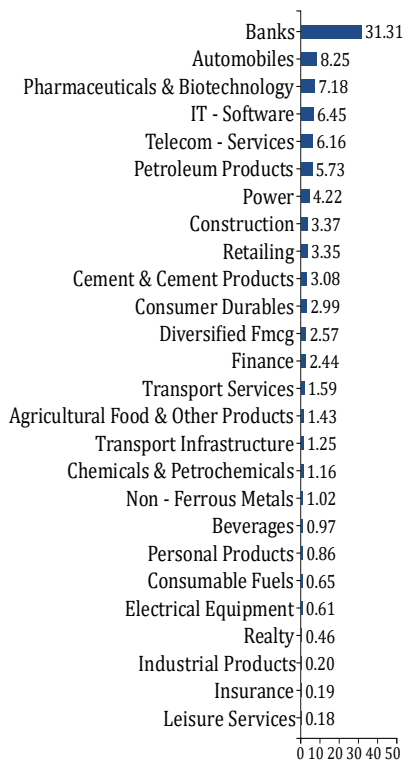 Banks 31.31
Automobiles 8.25
Pharmaceuticals & Biotechnology 7.18
IT - Software 6.45
Telecom - Services 6.16
Petroleum Products 5.73
Power 4.22
Construction 3.37
Retailing 3.35
Cement & Cement Products 3.08
Consumer Durables 2.99
Diversified Fmcg 2.57
Finance 2.44
Transport Services 1.59
Agricultural Food & Other Products 1.43
Transport Infrastructure 1.25
Chemicals & Petrochemicals 1.16
Non - Ferrous Metals 1.02
Beverages 0.97
Personal Products 0.86
Consumable Fuels 0.65
Electrical Equipment 0.61
Realty 0.46
Industrial Products 0.20
Insurance 0.19
Leisure Services 0.18
0 10 20 30 40 50